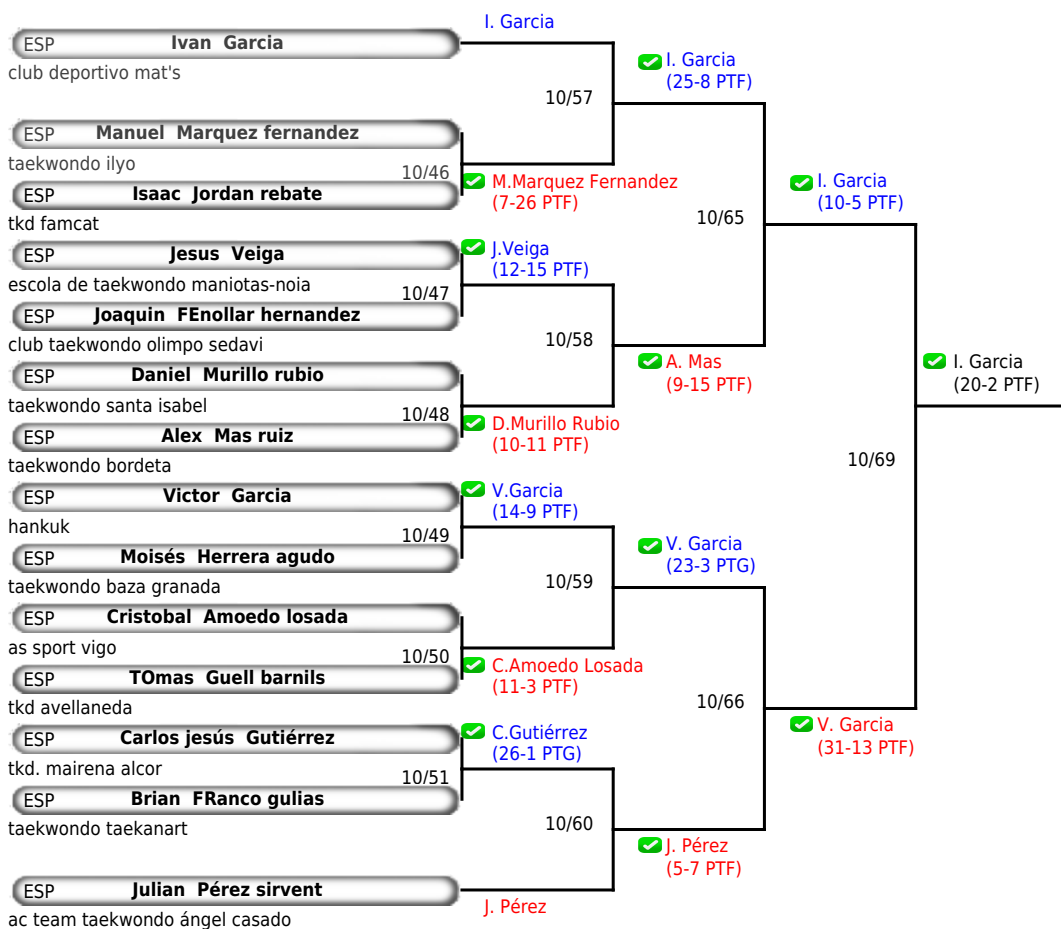 I. Garcia
ESP Ivan Garcia
club deportivo mat's
I. Garcia
(25-8 PTF)
10/57
ESP Manuel Marquez fernandez
taekwondo ilyo
10/46
M.Marquez Fernandez
(7-26 PTF)
ESP Isaac Jordan rebate
tkd famcat
I. Garcia
(10-5 PTF)
10/65
ESP Jesus Veiga
J.Veiga
(12-15 PTF)
escola de taekwondo maniotas-noia
10/47
ESP Joaquin FEnollar hernandez
club taekwondo olimpo sedavi
10/58
A. Mas
(9-15 PTF)
I. Garcia
(20-2 PTF)
ESP Daniel Murillo rubio
taekwondo santa isabel
10/48
D.Murillo Rubio
(10-11 PTF)
ESP Alex Mas ruiz
taekwondo bordeta
10/69
ESP Victor Garcia
V.Garcia
(14-9 PTF)
hankuk
10/49
ESP Moisés Herrera agudo
taekwondo baza granada
V. Garcia
(23-3 PTG)
10/59
ESP Cristobal Amoedo losada
as sport vigo
10/50
C.Amoedo Losada
(11-3 PTF)
ESP TOmas Guell barnils
tkd avellaneda
10/66
V. Garcia
(31-13 PTF)
ESP Carlos jesús Gutiérrez
C.Gutiérrez
(26-1 PTG)
tkd. mairena alcor
10/51
ESP Brian FRanco gulias
taekwondo taekanart
10/60
J. Pérez
(5-7 PTF)
ESP Julian Pérez sirvent
J. Pérez
ac team taekwondo ángel casado